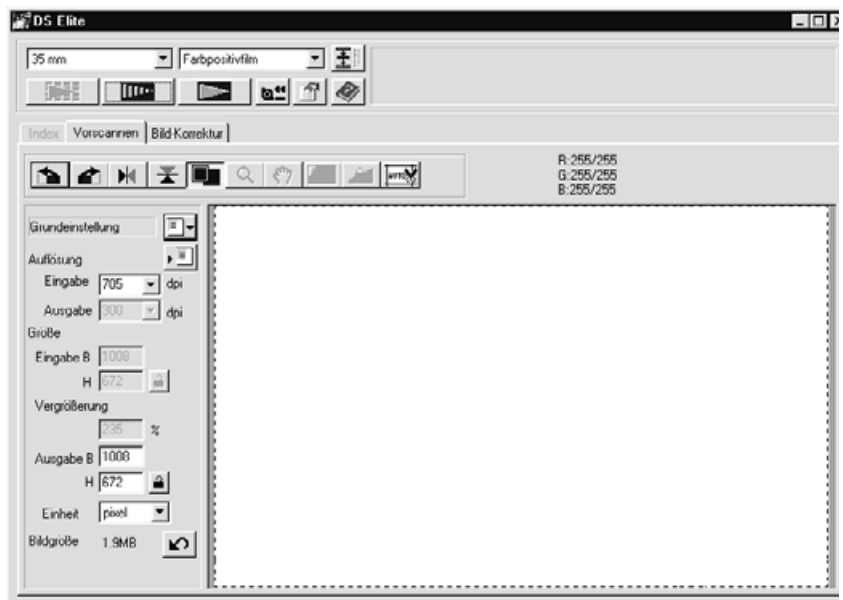 DS Elite
35 mm Farbpositivfilm
Index Vorscannen Bild-Korrektur
AUTO
R:255/255
G:255/255
B:255/255
Grundeinstellung
Auflösung
Eingabe 705 dpi
Ausgabe 300 dpi
Größe
Eingabe B 1008
H 672
Vergrößerung
235 %
Ausgabe B 1008
H 672
Einheit pixel
Bildgröße 1.9MB